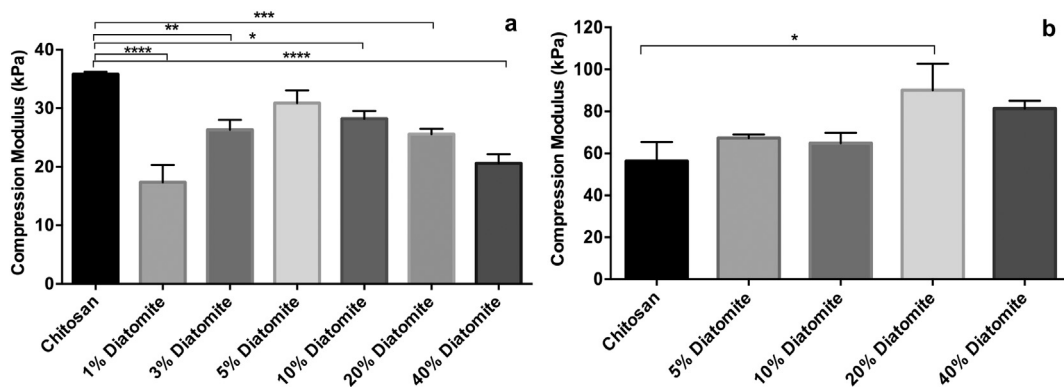 a
***
**
*
****
****
Compression Modulus (kPa)
40
30
20
10
0
Chitosan
1% Diatomite
3% Diatomite
5% Diatomite
10% Diatomite
20% Diatomite
40% Diatomite
b
*
Compression Modulus (kPa)
120
100
80
60
40
20
0
Chitosan
5% Diatomite
10% Diatomite
20% Diatomite
40% Diatomite